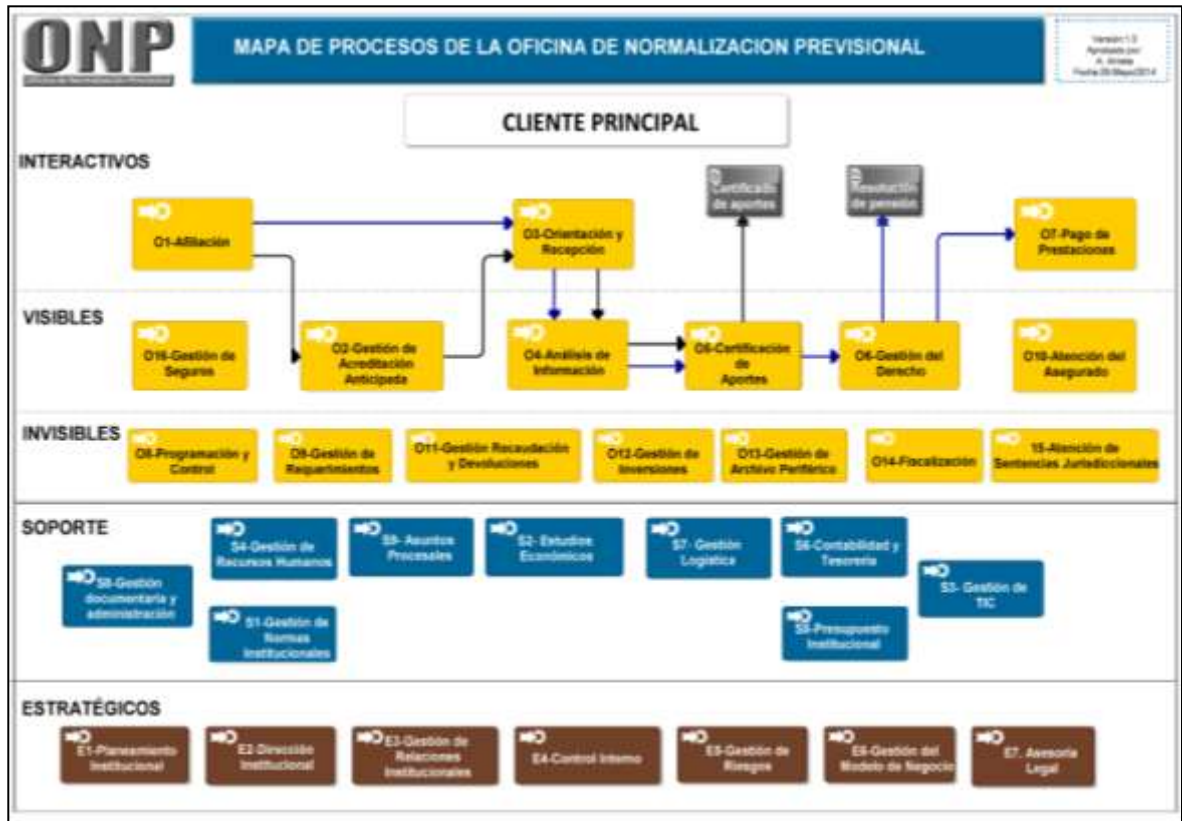 ONP
MAPA DE PROCESOS DE LA OFICINA DE NORMALIZACION PREVISIONAL
Versión 1.0
Aprobado por
CLIENTE PRINCIPAL
INTERACTIVOS
O1-Afiliación
O3-Orientación y
Recepción
Certificado
de aportes
Resolución
de pensión
O7-Pago de
Prestaciones
VISIBLES
O16-Gestión de
Seguros
O2-Gestión de
Acreditación
Anticipada
O4-Análisis de
Información
O5-Certificación
de
Aportes
O6-Gestión del
Derecho
O10-Atención del
Asegurado
INVISIBLES
O8-Programación y
Control
O9-Gestión de
Requerimientos
O11-Gestión Recaudación
y Devoluciones
O12-Gestión de
Inversiones
O13-Gestión de
Archivo Periférico
O14-Fiscalización
15-Atención de
Sentencias Jurisdiccionales
SOPORTE
Gestión
documentaria y
administración
S4-Gestión de
Recursos Humanos
S1-Gestión de
Normas
Institucionales
S9- Asuntos
Procesales
S2- Estudios
Económicos
S7- Gestión
Logística
S6-Contabilidad y
Tesorería
Presupuesto
Institucional
S3- Gestión de
TIC
ESTRATÉGICOS
E1-Planeamiento
Institucional
E2-Dirección
Institucional
E3-Gestión de
Relaciones
Institucionales
E4-Control Interno
E5-Gestión de
Riesgos
E6-Gestión del
Modelo de Negocio
E7. Asesoría
Legal